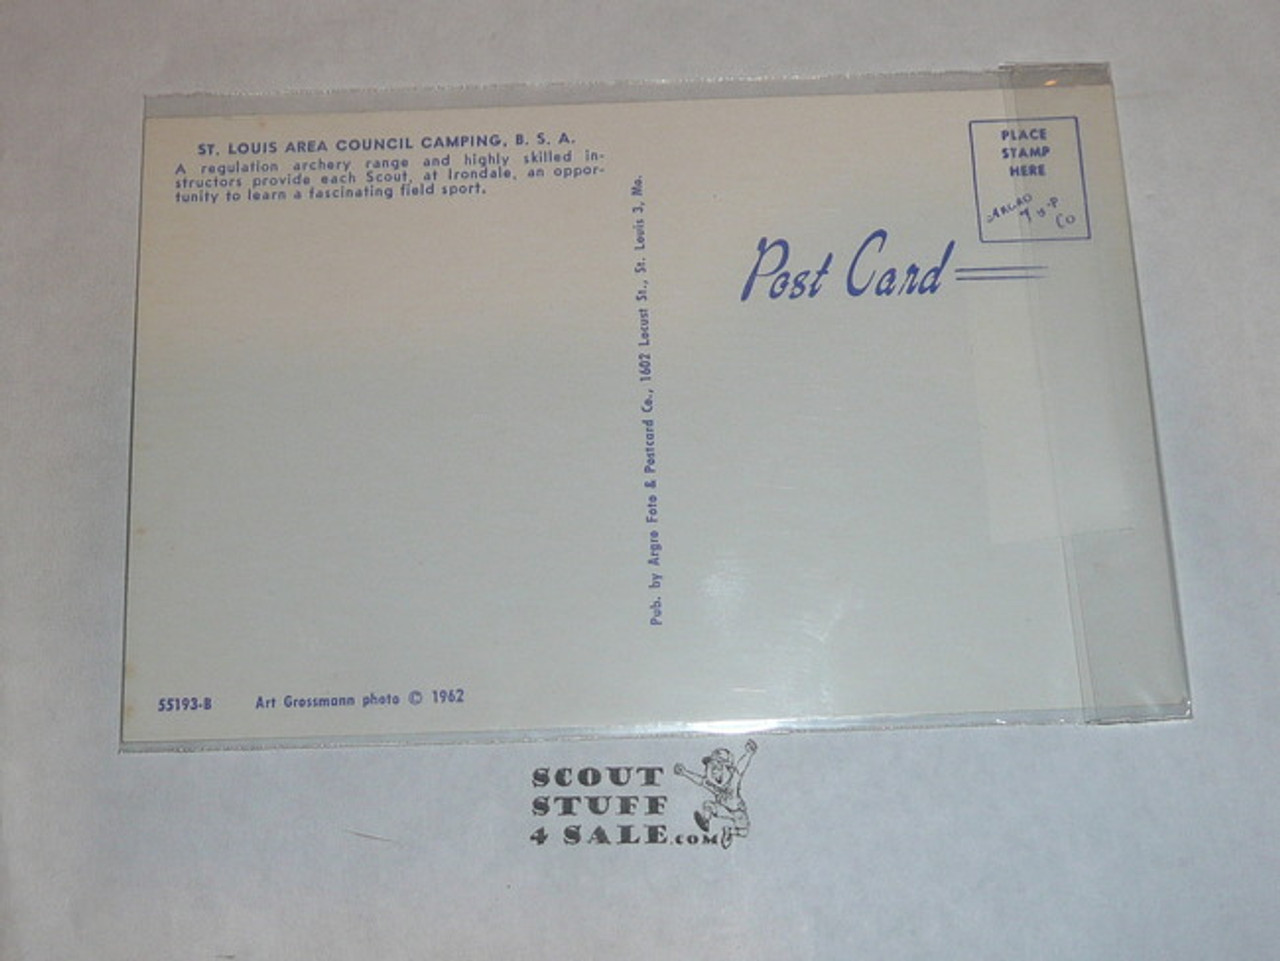 ST. LOUIS AREA COUNCIL CAMPING, B. S. A.
A regulation archery range and highly skilled in-
structors provide each Scout, at Irondale, an oppor-
tunity to learn a fascinating field sport.
Pub. by Argro Foto & Postcard Co., 1602 Locust St., St. Louis 3, Mo.
PLACE
STAMP
HERE
ARGRO
F & P
Co
Post Card
55193-B Art Grossmann photo © 1962
SCOUT
STUFF
4 SALE.COM